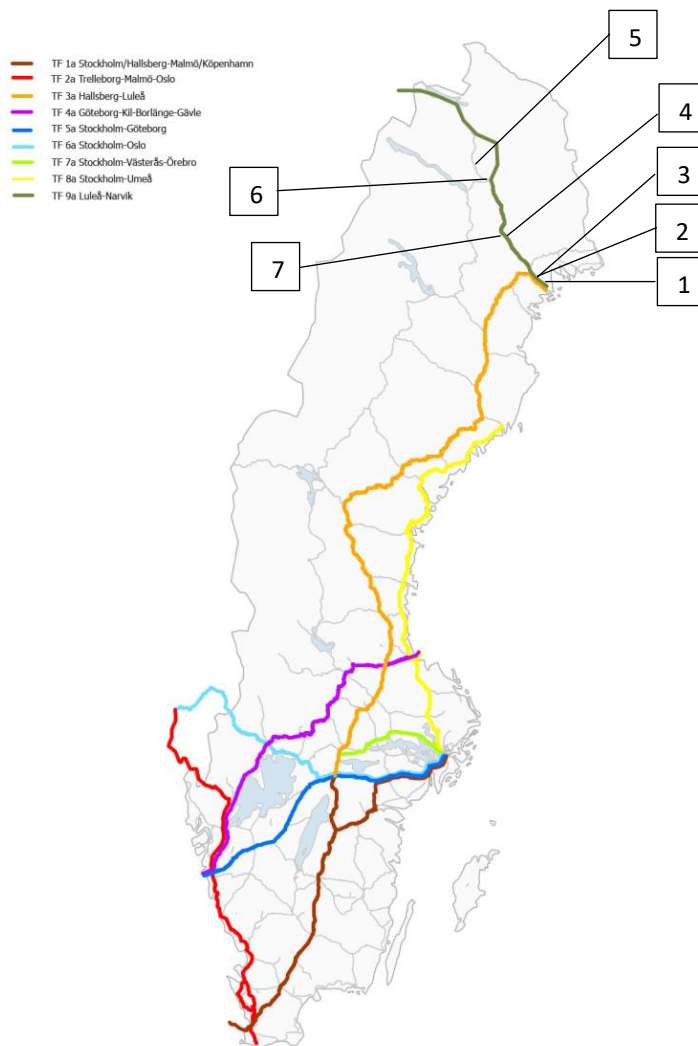 TF 1a Stockholm/Hallsberg-Malmö/Köpenhamn
TF 2a Trelleborg-Malmö-Oslo
TF 3a Hallsberg-Luleå
TF 4a Göteborg-Kil-Borlänge-Gävle
TF 5a Stockholm-Göteborg
TF 6a Stockholm-Oslo
TF 7a Stockholm-Västerås-Örebro
TF 8a Stockholm-Umeå
TF 9a Luleå-Narvik
5
4
3
6
2
7
1